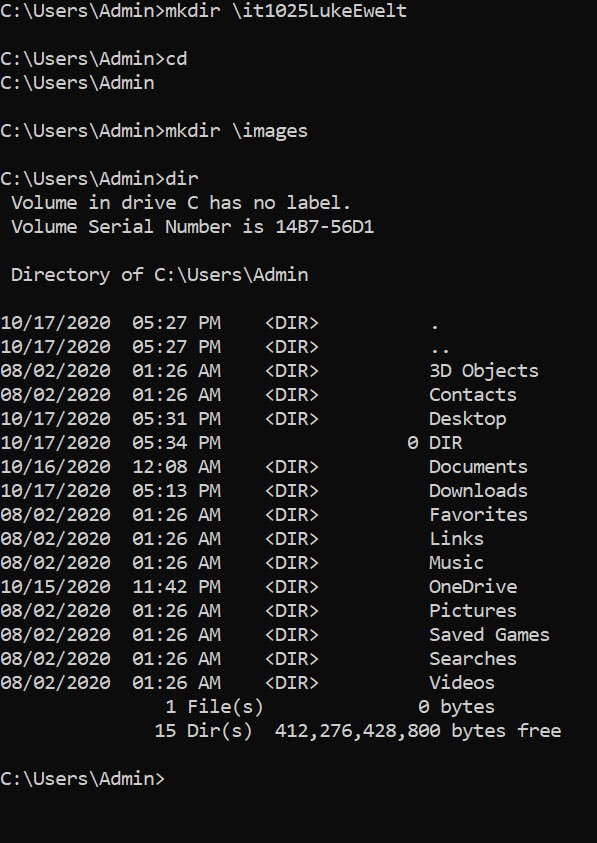 C:\Users\Admin>mkdir \it1025LukeEwelt
C:\Users\Admin>cd
C:\Users\Admin
C:\Users\Admin>mkdir \images
C:\Users\Admin>dir
 Volume in drive C has no label.
 Volume Serial Number is 14B7-56D1
 Directory of C:\Users\Admin
10/17/2020  05:27 PM    <DIR>          .
10/17/2020  05:27 PM    <DIR>          ..
08/02/2020  01:26 AM    <DIR>          3D Objects
08/02/2020  01:26 AM    <DIR>          Contacts
10/17/2020  05:31 PM    <DIR>          Desktop
10/17/2020  05:34 PM                 0 DIR
10/16/2020  12:08 AM    <DIR>          Documents
10/17/2020  05:13 PM    <DIR>          Downloads
08/02/2020  01:26 AM    <DIR>          Favorites
08/02/2020  01:26 AM    <DIR>          Links
08/02/2020  01:26 AM    <DIR>          Music
10/15/2020  11:42 PM    <DIR>          OneDrive
08/02/2020  01:26 AM    <DIR>          Pictures
08/02/2020  01:26 AM    <DIR>          Saved Games
08/02/2020  01:26 AM    <DIR>          Searches
08/02/2020  01:26 AM    <DIR>          Videos
               1 File(s)              0 bytes
              15 Dir(s)  412,276,428,800 bytes free
C:\Users\Admin>